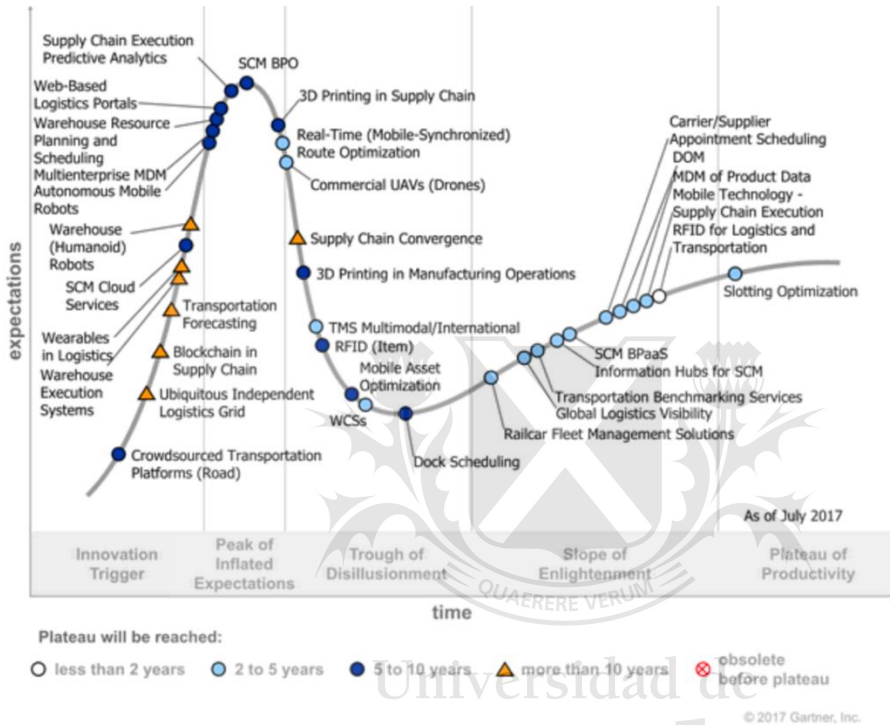 Supply Chain Execution
Predictive Analytics
SCM BPO
Web-Based
Logistics Portals
Warehouse Resource
Planning and
Scheduling
Multienterprise MDM
Autonomous Mobile
Robots
Warehouse
(Humanoid)
Robots
SCM Cloud
Services
Wearables
in Logistics
Warehouse
Execution
Systems
Transportation
Forecasting
Blockchain in
Supply Chain
Ubiquitous Independent
Logistics Grid
Crowdsourced Transportation
Platforms (Road)
3D Printing in Supply Chain
Real-Time (Mobile-Synchronized)
Route Optimization
Commercial UAVs (Drones)
Supply Chain Convergence
3D Printing in Manufacturing Operations
TMS Multimodal/International
RFID (Item)
Mobile Asset
Optimization
WCSs
Dock Scheduling
Carrier/Supplier
Appointment Scheduling
DOM
MDM of Product Data
Mobile Technology -
Supply Chain Execution
RFID for Logistics and
Transportation
Slotting Optimization
SCM BPaaS
Information Hubs for SCM
Transportation Benchmarking Services
Global Logistics Visibility
Railcar Fleet Management Solutions
As of July 2017
expectations
Innovation
Trigger
Peak of
Inflated
Expectations
Trough of
Disillusionment
Slope of
Enlightenment
Plateau of
Productivity
QUAERERE VERUM
time
Plateau will be reached:
less than 2 years
2 to 5 years
5 to 10 years
more than 10 years
obsolete
before plateau
Universidad de
© 2017 Gartner, Inc.